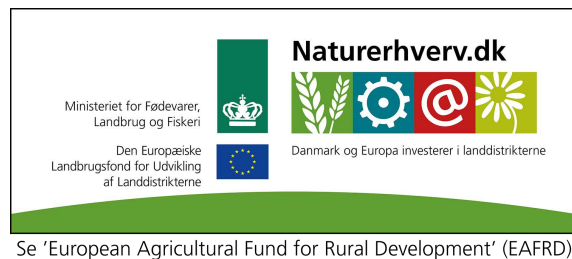 Naturerhverv.dk
@
Ministeriet for Fødevarer,
Landbrug og Fiskeri
Den Europæiske
Landbrugsfond for Udvikling
af Landdistrikterne
Danmark og Europa investerer i landdistrikterne
Se 'European Agricultural Fund for Rural Development' (EAFRD)